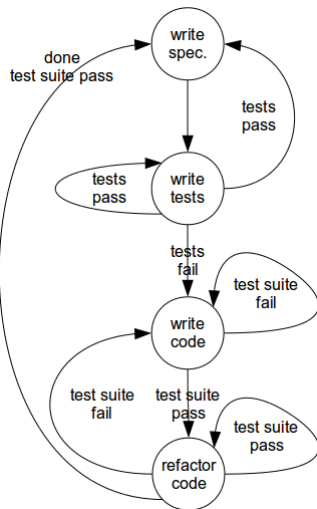 write
spec.
done
test suite pass
tests
pass
write
tests
tests
pass
tests
fail
write
code
test suite
fail
test suite
fail
test suite
pass
test suite
pass
refactor
code